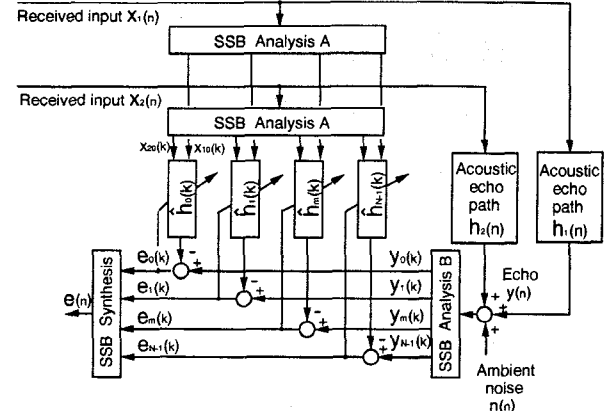 Received input X₁(n)
SSB Analysis A
Received input X₂(n)
SSB Analysis A
x₂₀(k)
x₁₀(k)
ĥ₀(k)
ĥ₁(k)
ĥm(k)
ĥN-1(k)
Acoustic
echo
path
h₂(n)
Acoustic
echo
path
h₁(n)
SSB Synthesis
e(n)
e₀(k)
e₁(k)
em(k)
eN-1(k)
-
+
-
+
-
+
-
+
y₀(k)
y₁(k)
ym(k)
yN-1(k)
SSB Analysis B
Echo
y(n)
+
+
+
Ambient
noise
n(0)